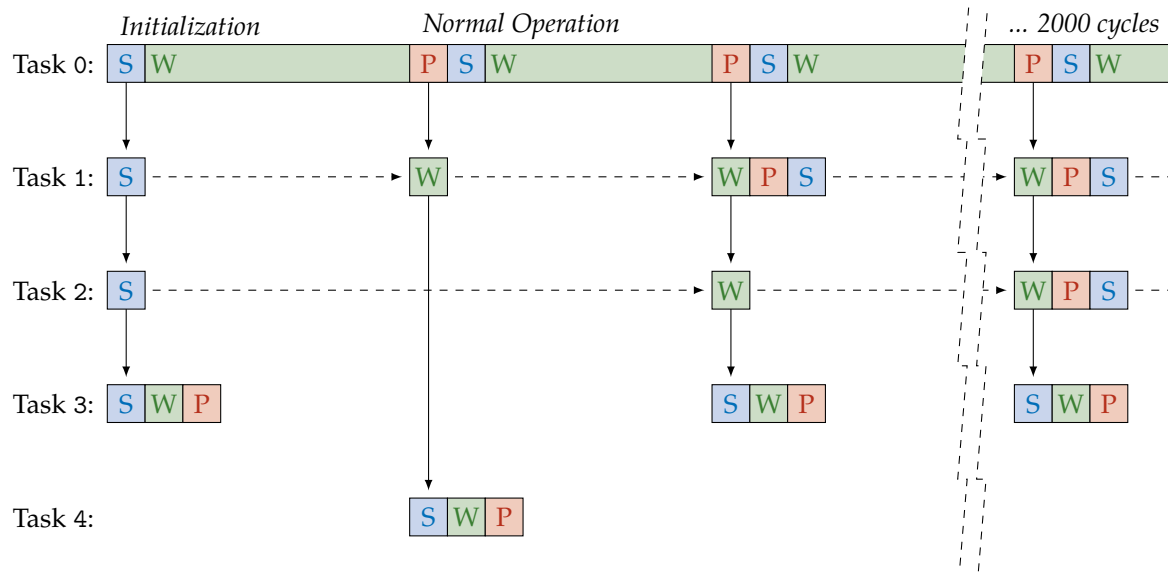 Initialization Normal Operation ... 2000 cycles
Task 0: S W P S W P S W P S W
Task 1: S W W P S W P S
Task 2: S W W P S
Task 3: S W P S W P S W P
Task 4: S W P